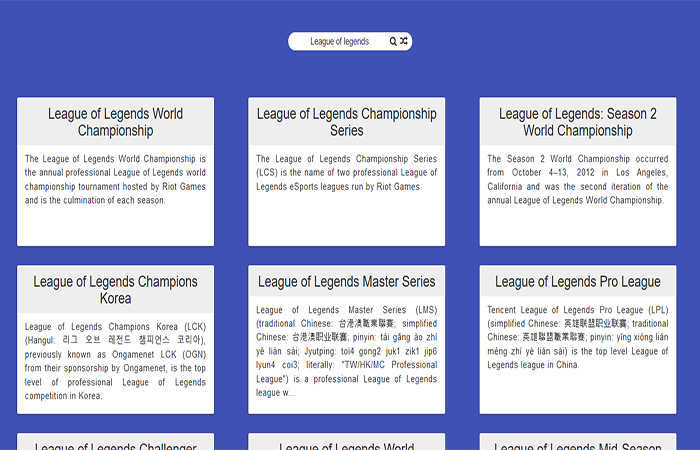 League of legends
League of Legends World
Championship
The League of Legends World Championship is
the annual professional League of Legends world
championship tournament hosted by Riot Games
and is the culmination of each season.
League of Legends Championship
Series
The League of Legends Championship Series
(LCS) is the name of two professional League of
Legends eSports leagues run by Riot Games.
League of Legends: Season 2
World Championship
The Season 2 World Championship occurred
from October 4–13, 2012 in Los Angeles,
California and was the second iteration of the
annual League of Legends World Championship.
League of Legends Champions
Korea
League of Legends Champions Korea (LCK)
(Hangul: 리그 오브 레전드 챔피언스 코리아),
previously known as Ongamenet LCK (OGN)
from their sponsorship by Ongamenet, is the top
level of professional League of Legends
competition in Korea.
League of Legends Master Series
League of Legends Master Series (LMS)
(traditional Chinese: 台港澳職業聯賽; simplified
Chinese: 台港澳职业联赛; pinyin: tái gǎng ào zhí
yè lián sài; Jyutping: toi4 gong2 juk1 zik1 jip6
lyun4 coi3; literally: "TW/HK/MC Professional
League") is a professional League of Legends
league w...
League of Legends Pro League
Tencent League of Legends Pro League (LPL)
(simplified Chinese: 英雄联盟职业联赛; traditional
Chinese: 英雄聯盟職業聯賽; pinyin: yīng xióng lián
méng zhí yè lián sài) is the top level League of
Legends league in China.
League of Legends Challenger
League of Legends World
League of Legends Mid-Season